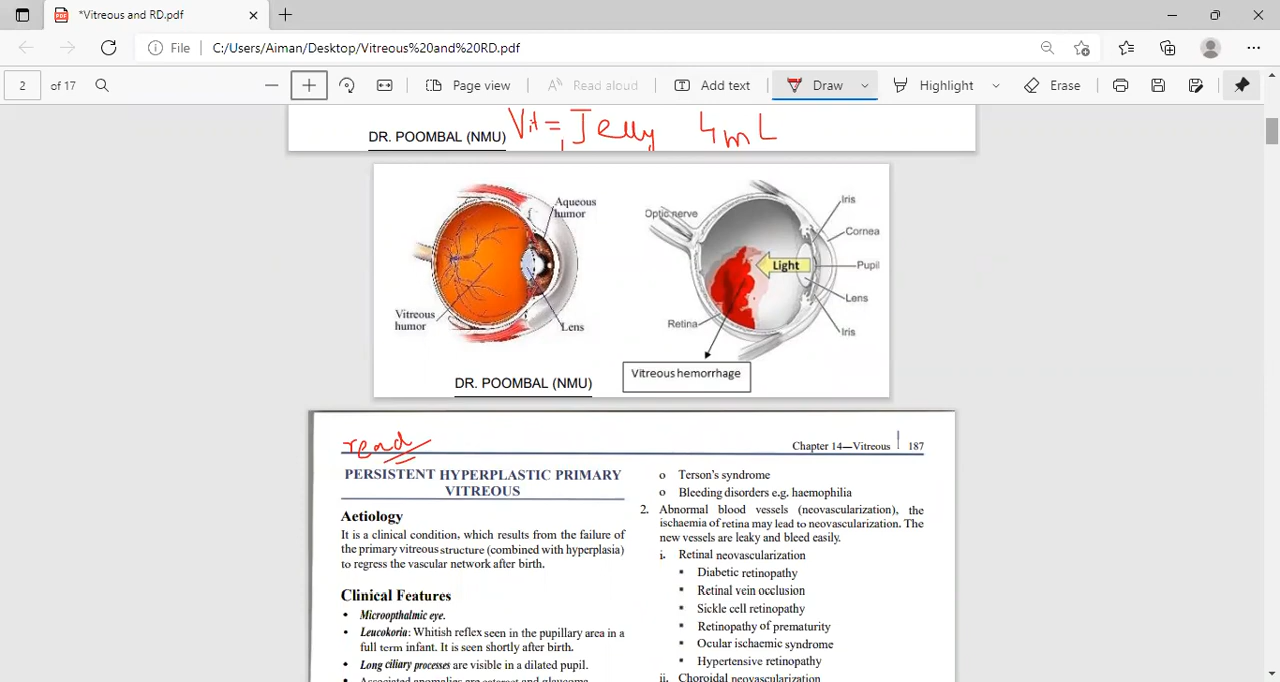 *Vitreous and RD.pdf
File C:/Users/Aiman/Desktop/Vitreous%20and%20RD.pdf
2 of 17 Page view Read aloud Add text Draw Highlight Erase
DR. POOMBAL (NMU) Vit = Jelly 4mL
Aqueous
humor
Vitreous
humor
Lens
DR. POOMBAL (NMU)
Optic nerve
Iris
Cornea
Light
Pupil
Lens
Retina
Iris
Vitreous hemorrhage
read
Chapter 14—Vitreous 187
PERSISTENT HYPERPLASTIC PRIMARY
VITREOUS
Aetiology
It is a clinical condition, which results from the failure of
the primary vitreous structure (combined with hyperplasia)
to regress the vascular network after birth.
Clinical Features
• Microopthalmic eye.
• Leucokoria: Whitish reflex seen in the pupillary area in a
full term infant. It is seen shortly after birth.
• Long ciliary processes are visible in a dilated pupil.
• Associated anomalies are cataract and glaucoma
o Terson's syndrome
o Bleeding disorders e.g. haemophilia
2. Abnormal blood vessels (neovascularization), the
ischaemia of retina may lead to neovascularization. The
new vessels are leaky and bleed easily.
i. Retinal neovascularization
▪ Diabetic retinopathy
▪ Retinal vein occlusion
▪ Sickle cell retinopathy
▪ Retinopathy of prematurity
▪ Ocular ischaemic syndrome
▪ Hypertensive retinopathy
ii. Choroidal neovascularization